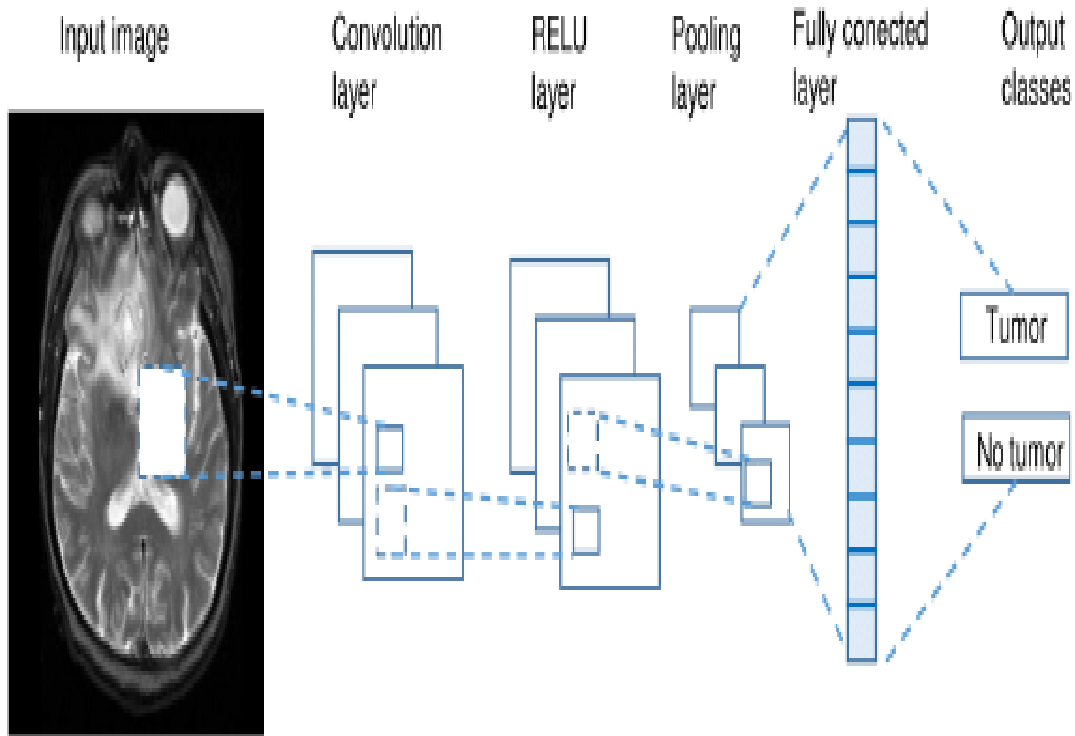 Input image
Convolution
layer
RELU
layer
Pooling
layer
Fully conected
layer
Output
classes
Tumor
No tumor